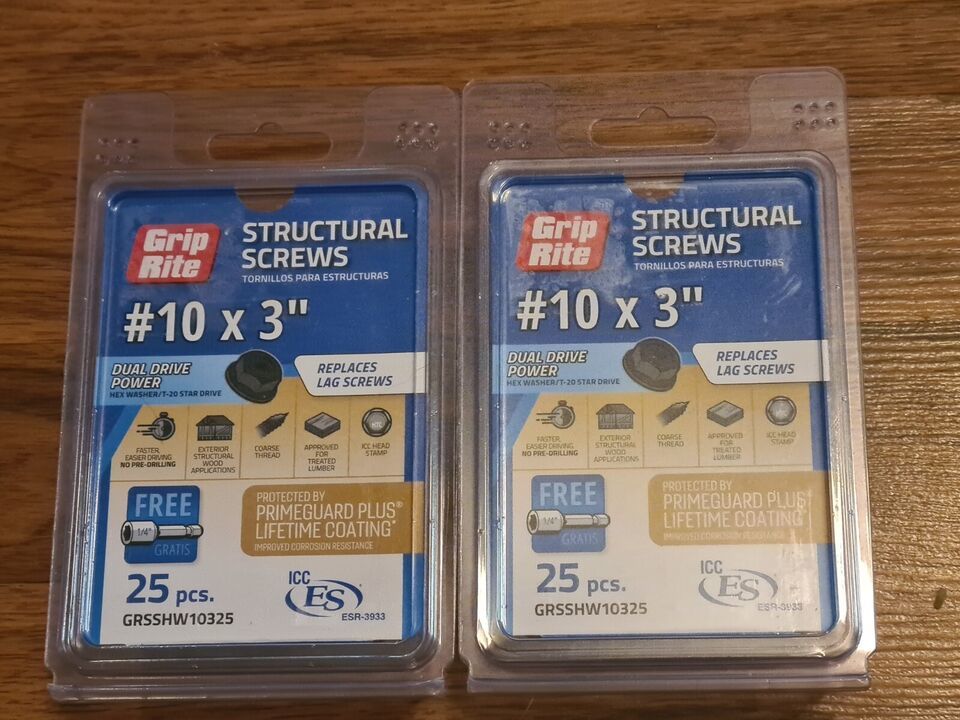 Grip
Rite
STRUCTURAL
SCREWS
TORNILLOS PARA ESTRUCTURAS
#10 x 3"
DUAL DRIVE
POWER
HEX WASHER/T-20 STAR DRIVE
REPLACES
LAG SCREWS
FASTER,
EASIER DRIVING
NO PRE-DRILLING
EXTERIOR
STRUCTURAL
WOOD
APPLICATIONS
COARSE
THREAD
APPROVED
FOR
TREATED
LUMBER
ICC HEAD
STAMP
FREE
1/4"
GRATIS
PROTECTED BY
PRIMEGUARD PLUS®
LIFETIME COATING*
IMPROVED CORROSION RESISTANCE
25 pcs.
GRSSHW10325
ICC
ES
ESR-3933
Grip
Rite
STRUCTURAL
SCREWS
TORNILLOS PARA ESTRUCTURAS
#10 x 3"
DUAL DRIVE
POWER
HEX WASHER/T-20 STAR DRIVE
REPLACES
LAG SCREWS
FASTER,
EASIER DRIVING
NO PRE-DRILLING
EXTERIOR
STRUCTURAL
WOOD
APPLICATIONS
COARSE
THREAD
APPROVED
FOR
TREATED
LUMBER
ICC HEAD
STAMP
FREE
1/4"
GRATIS
PROTECTED BY
PRIMEGUARD PLUS
LIFETIME COATING*
IMPROVED CORROSION RESISTANCE
25 pcs.
GRSSHW10325
ICC
ES
ESR-3933